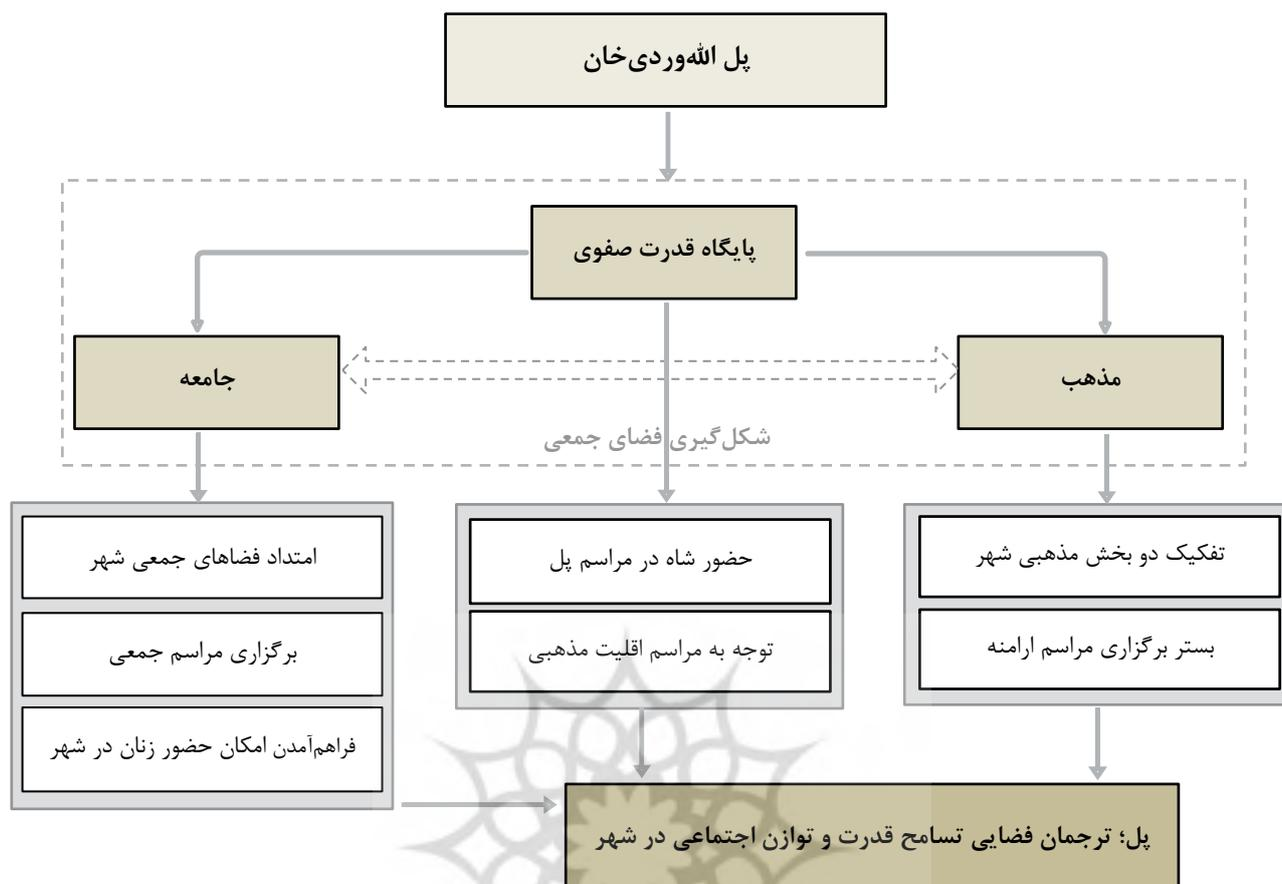 پل الله‌وردی‌خان
پایگاه قدرت صفوی
مذهب
جامعه
شکل‌گیری فضای جمعی
تفکیک دو بخش مذهبی شهر
بستر برگزاری مراسم ارامنه
حضور شاه در مراسم پل
توجه به مراسم اقلیت مذهبی
امتداد فضاهای جمعی شهر
برگزاری مراسم جمعی
فراهم‌آمدن امکان حضور زنان در شهر
پل؛ ترجمان فضایی تسامح قدرت و توازن اجتماعی در شهر